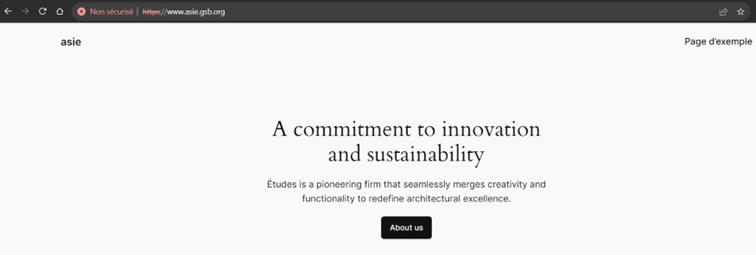 Non sécurisé | https://www.asie.gsb.org
asie
Page d'exemple
A commitment to innovation
and sustainability
Études is a pioneering firm that seamlessly merges creativity and
functionality to redefine architectural excellence.
About us